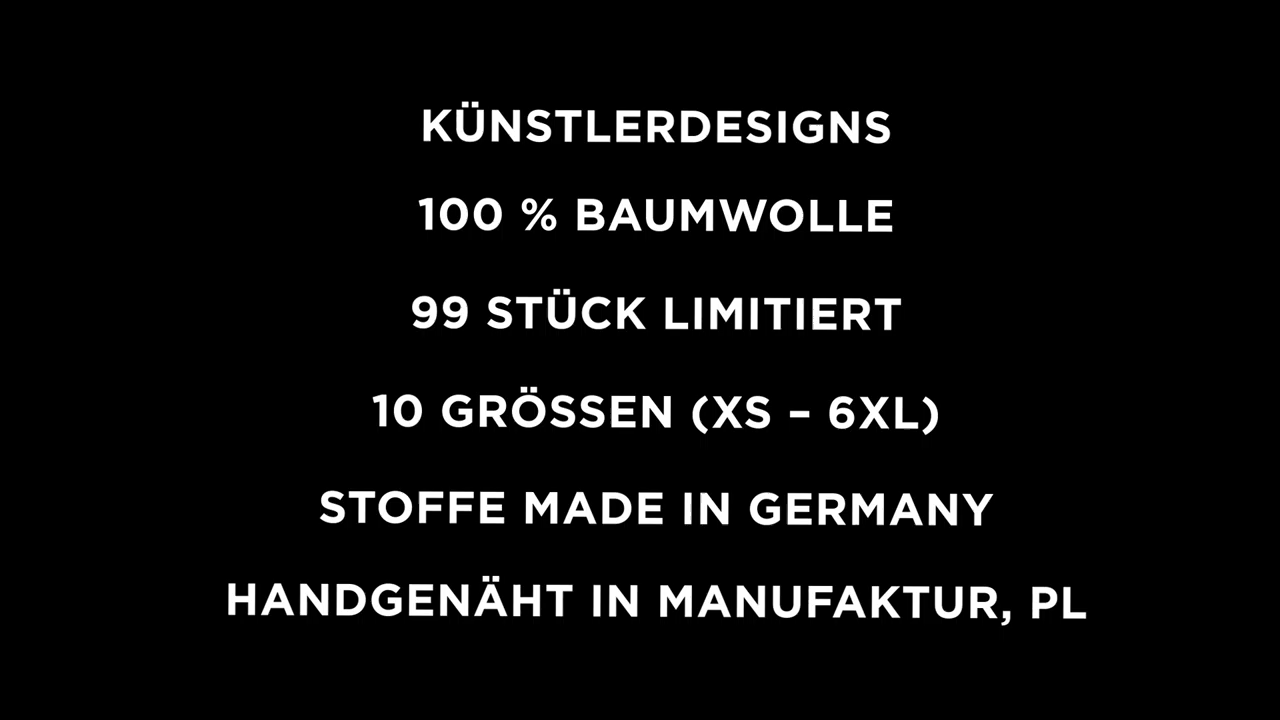 KÜNSTLERDESIGNS
100 % BAUMWOLLE
99 STÜCK LIMITIERT
10 GRÖSSEN (XS – 6XL)
STOFFE MADE IN GERMANY
HANDGENÄHT IN MANUFAKTUR, PL